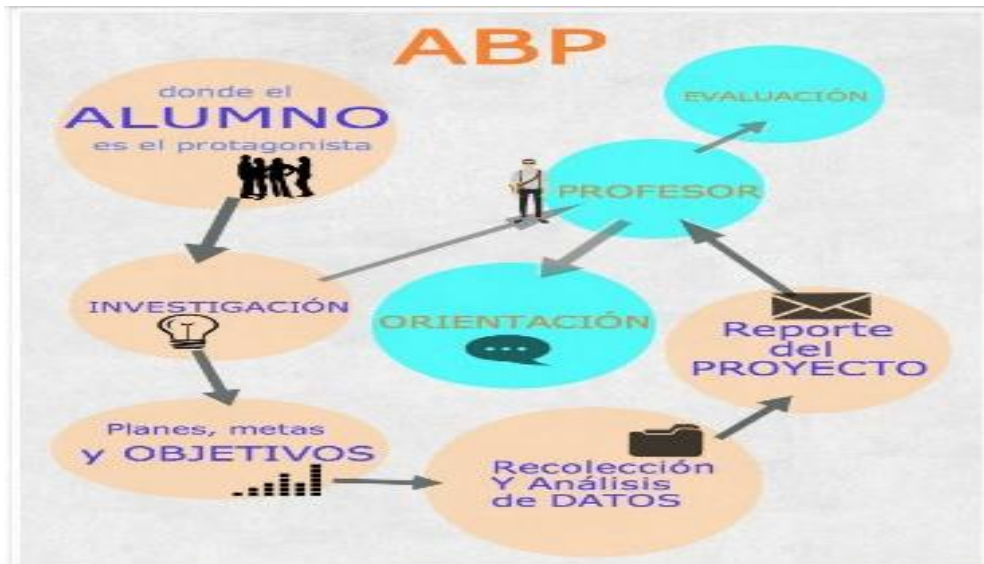 ABP
donde el
ALUMNO
es el protagonista
INVESTIGACIÓN
Planes, metas
y OBJETIVOS
Recolección
Y Análisis
de DATOS
Reporte
del
PROYECTO
PROFESOR
ORIENTACIÓN
EVALUACIÓN